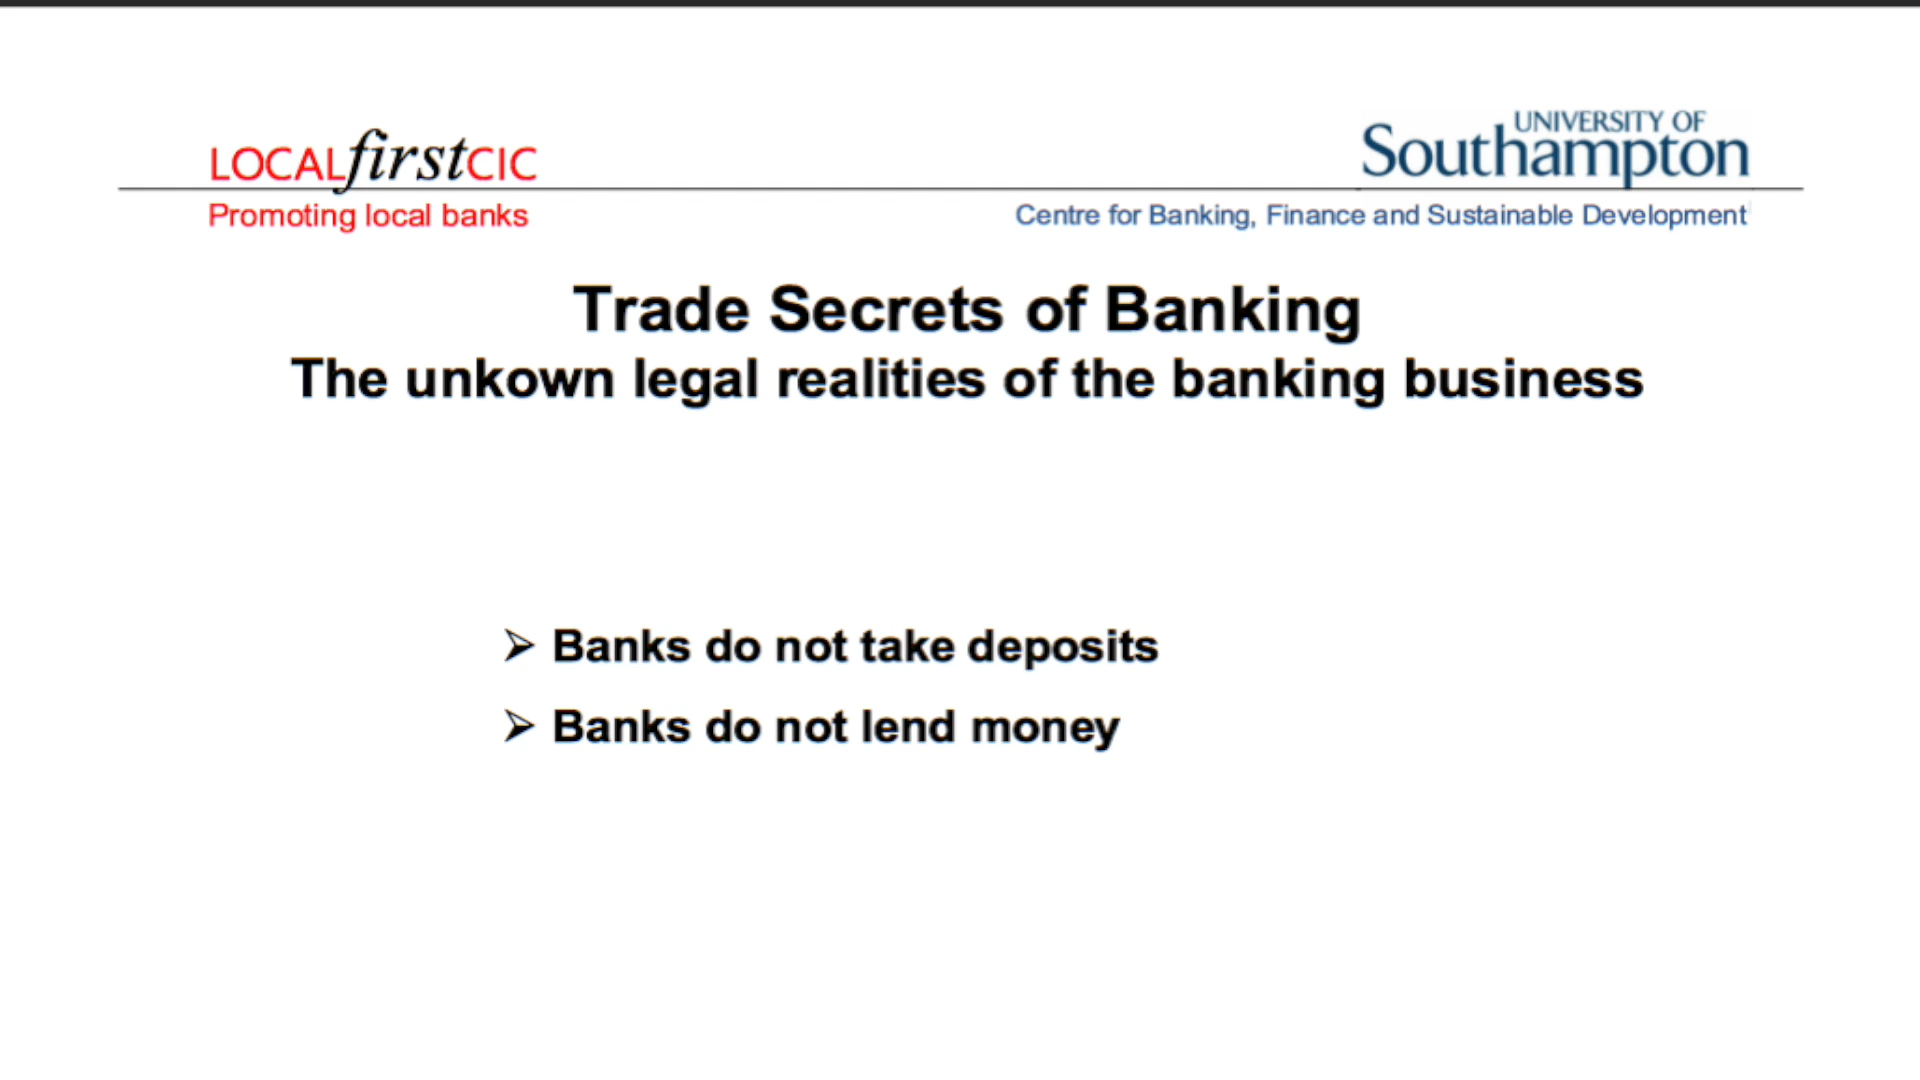 LOCALfirstCIC
Promoting local banks
UNIVERSITY OF
Southampton
Centre for Banking, Finance and Sustainable Development
Trade Secrets of Banking
The unkown legal realities of the banking business
➢ Banks do not take deposits
➢ Banks do not lend money